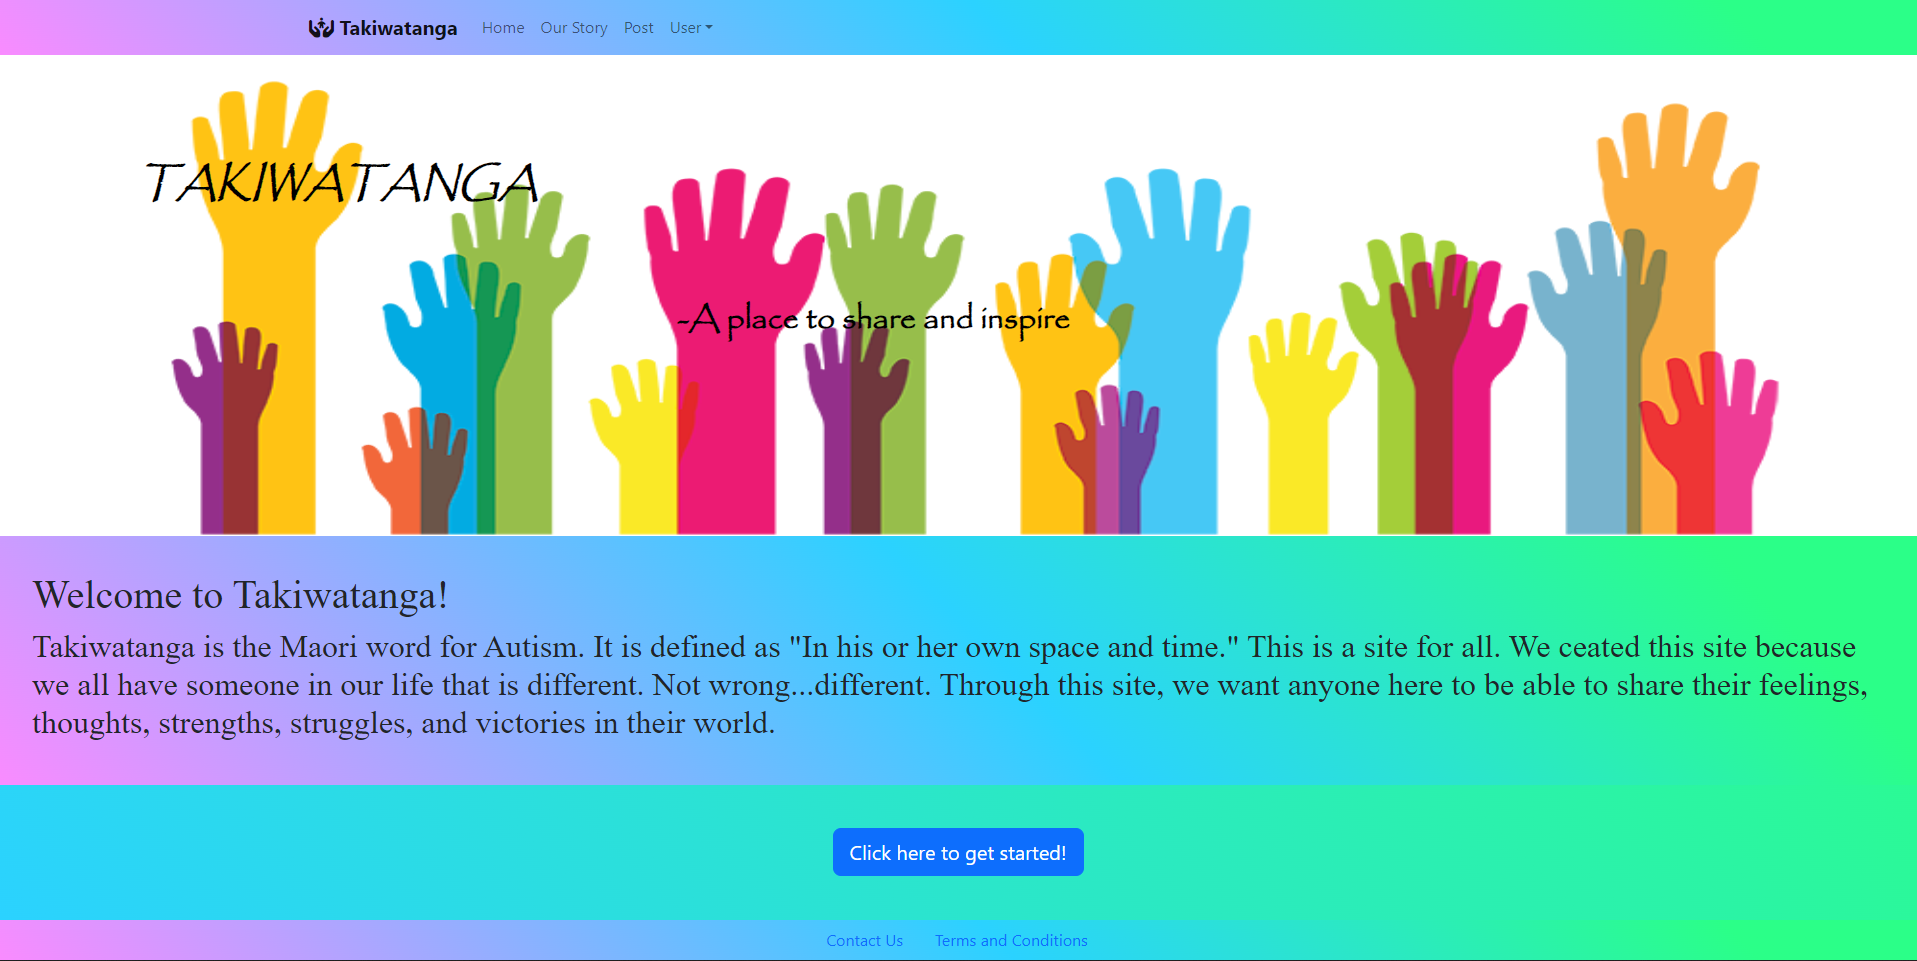 Takiwatanga Home Our Story Post User
TAKIWATANGA
-A place to share and inspire
Welcome to Takiwatanga!
Takiwatanga is the Maori word for Autism. It is defined as "In his or her own space and time." This is a site for all. We ceated this site because
we all have someone in our life that is different. Not wrong...different. Through this site, we want anyone here to be able to share their feelings,
thoughts, strengths, struggles, and victories in their world.
Click here to get started!
Contact Us Terms and Conditions